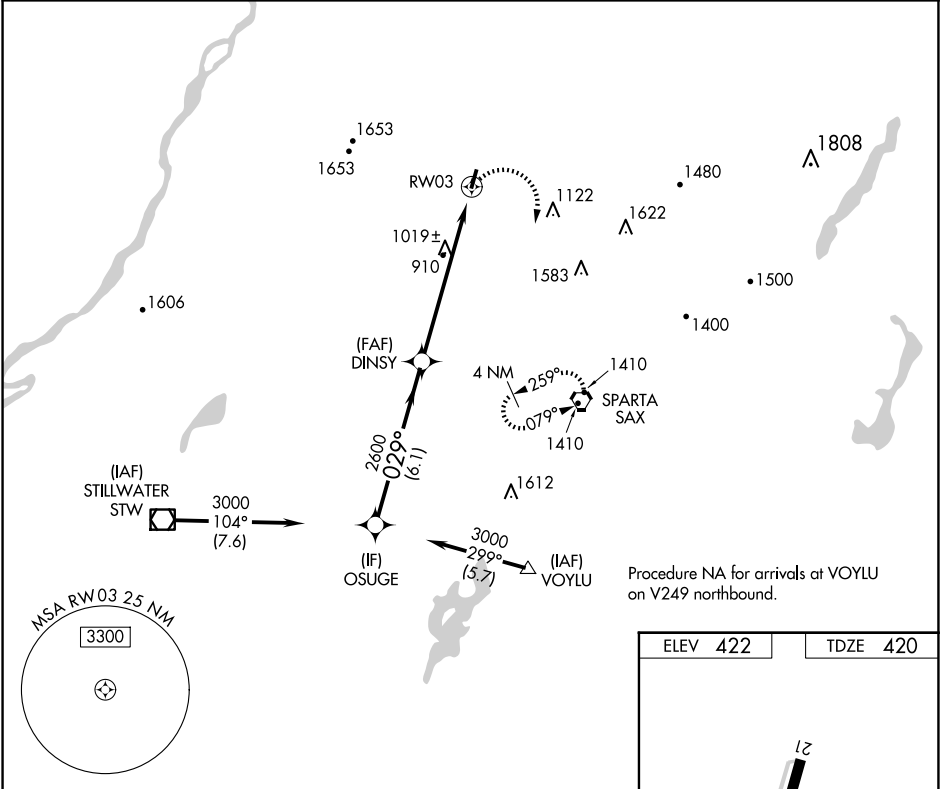 1653
1653
1808
RW03
1480
1122
1622
1019±
910
1583
1606
1500
1400
(FAF)
DINSY
4 NM
259°
1410
SPARTA
SAX
079°
1410
2600
029°
(6.1)
1612
(IAF)
STILLWATER
STW
3000
104°
(7.6)
(IF)
OSUGE
3000
299°
(5.7)
(IAF)
VOYLU
Procedure NA for arrivals at VOYLU
on V249 northbound.
MSA RW03 25 NM
3300
ELEV 422
TDZE 420
21